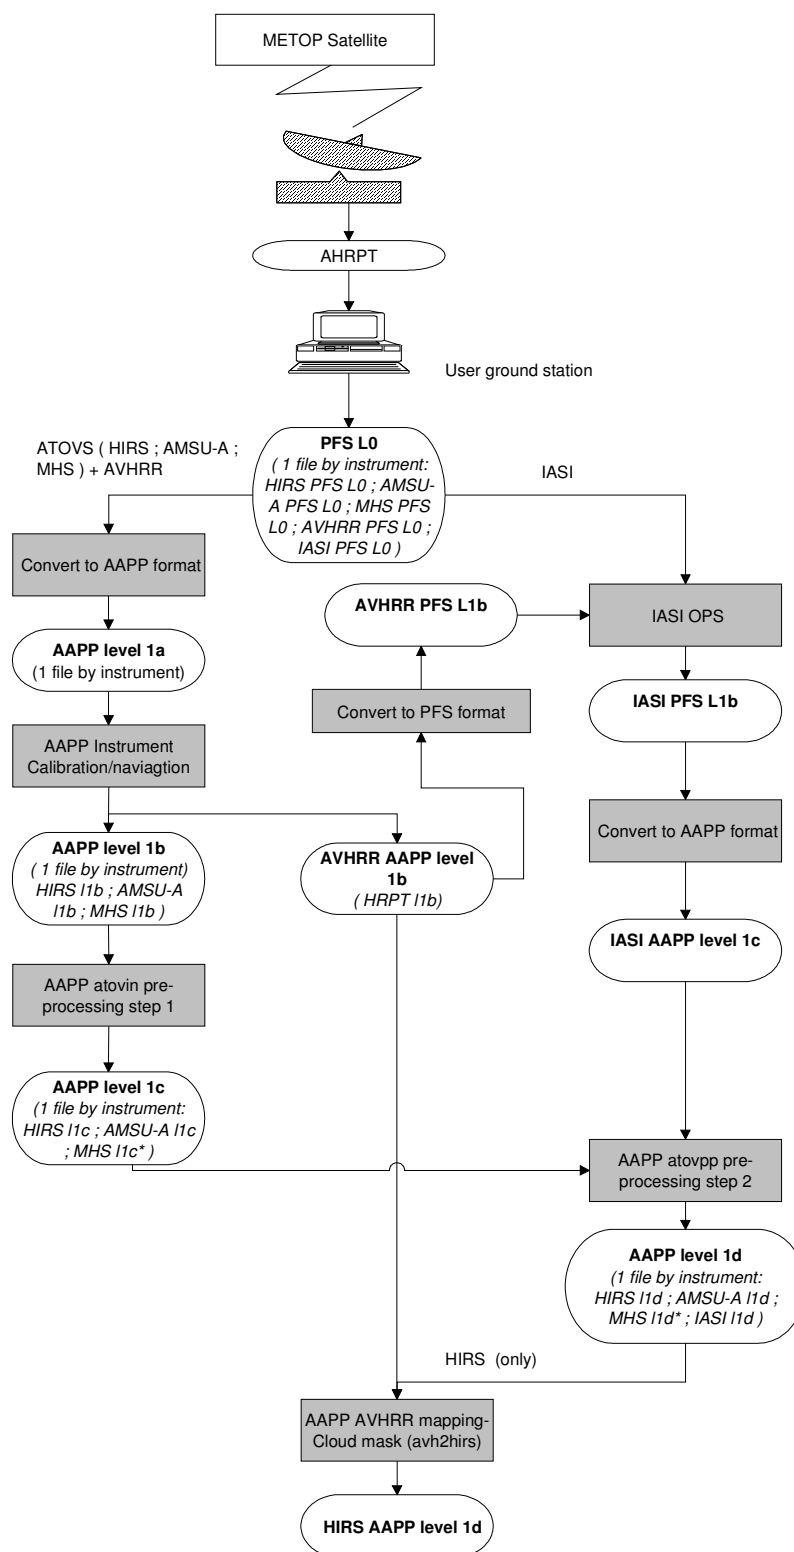 METOP Satellite
AHRPT
User ground station
ATOVS ( HIRS ; AMSU-A ;
MHS ) + AVHRR
PFS L0
( 1 file by instrument:
HIRS PFS L0 ; AMSU-
A PFS L0 ; MHS PFS
L0 ; AVHRR PFS L0 ;
IASI PFS L0 )
IASI
Convert to AAPP format
AVHRR PFS L1b
IASI OPS
AAPP level 1a
(1 file by instrument)
Convert to PFS format
IASI PFS L1b
AAPP Instrument
Calibration/naviagtion
Convert to AAPP format
AAPP level 1b
( 1 file by instrument)
HIRS l1b ; AMSU-A
l1b ; MHS l1b )
AVHRR AAPP level
1b
( HRPT l1b)
IASI AAPP level 1c
AAPP atovin pre-
processing step 1
AAPP level 1c
(1 file by instrument:
HIRS l1c ; AMSU-A l1c
; MHS l1c* )
AAPP atovpp pre-
processing step 2
AAPP level 1d
(1 file by instrument:
HIRS l1d ; AMSU-A l1d ;
MHS l1d* ; IASI l1d )
HIRS (only)
AAPP AVHRR mapping-
Cloud mask (avh2hirs)
HIRS AAPP level 1d